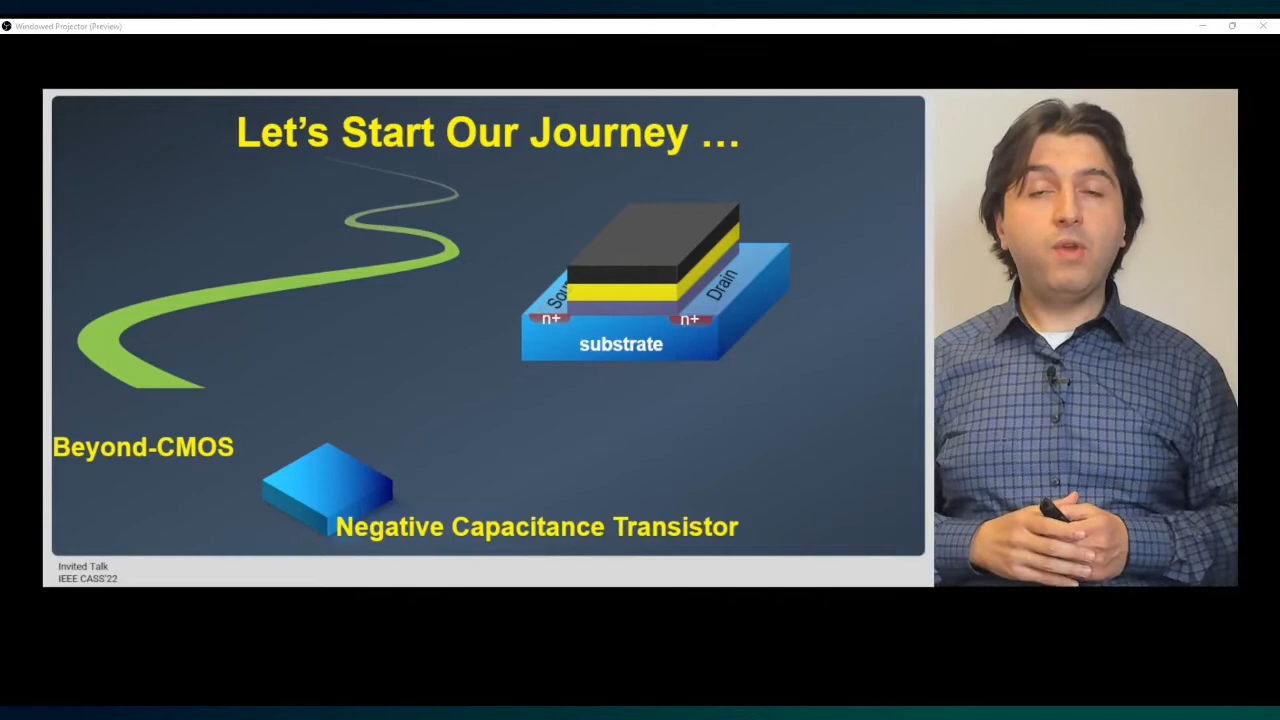 Windowed Projector (Preview)
Let's Start Our Journey …
Sou
Drain
n+
n+
substrate
Beyond-CMOS
Negative Capacitance Transistor
Invited Talk
IEEE CASS'22